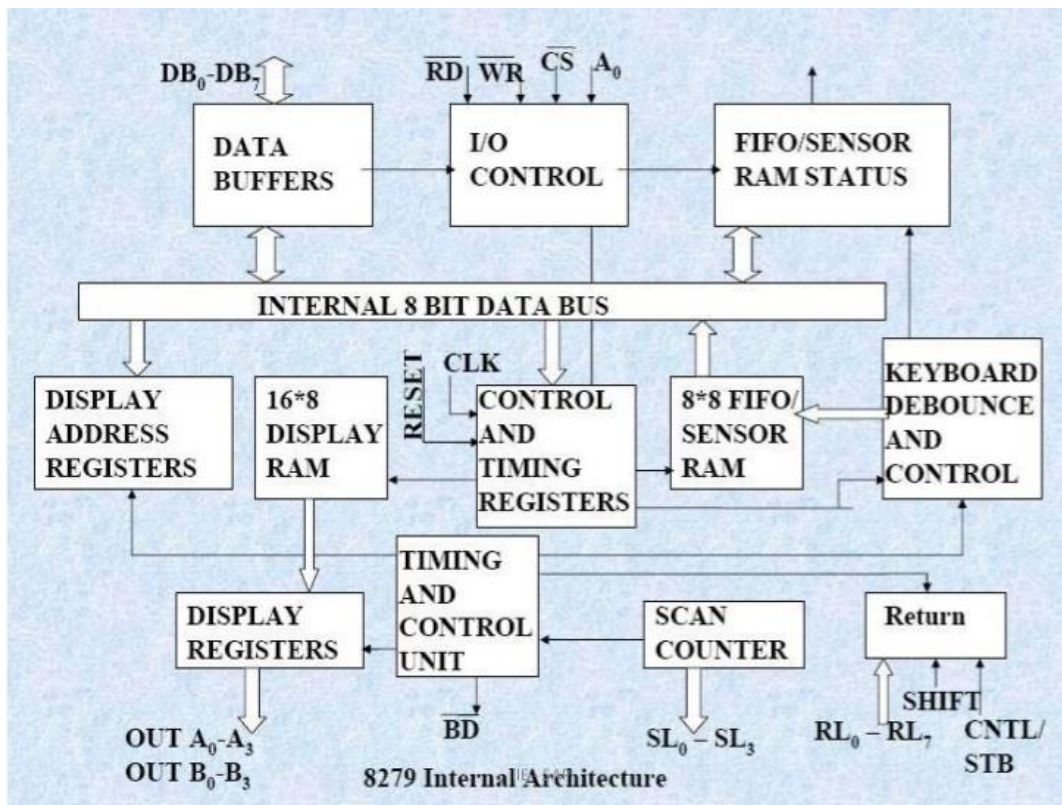 DB₀-DB₇
RD WR CS A₀
DATA
BUFFERS
I/O
CONTROL
FIFO/SENSOR
RAM STATUS
INTERNAL 8 BIT DATA BUS
DISPLAY
ADDRESS
REGISTERS
16*8
DISPLAY
RAM
RESET
CLK
CONTROL
AND
TIMING
REGISTERS
8*8 FIFO/
SENSOR
RAM
KEYBOARD
DEBOUNCE
AND
CONTROL
DISPLAY
REGISTERS
TIMING
AND
CONTROL
UNIT
SCAN
COUNTER
Return
OUT A₀-A₃
OUT B₀-B₃
BD
SL₀ – SL₃
RL₀ – RL₇
SHIFT
CNTL/
STB
8279 Internal Architecture